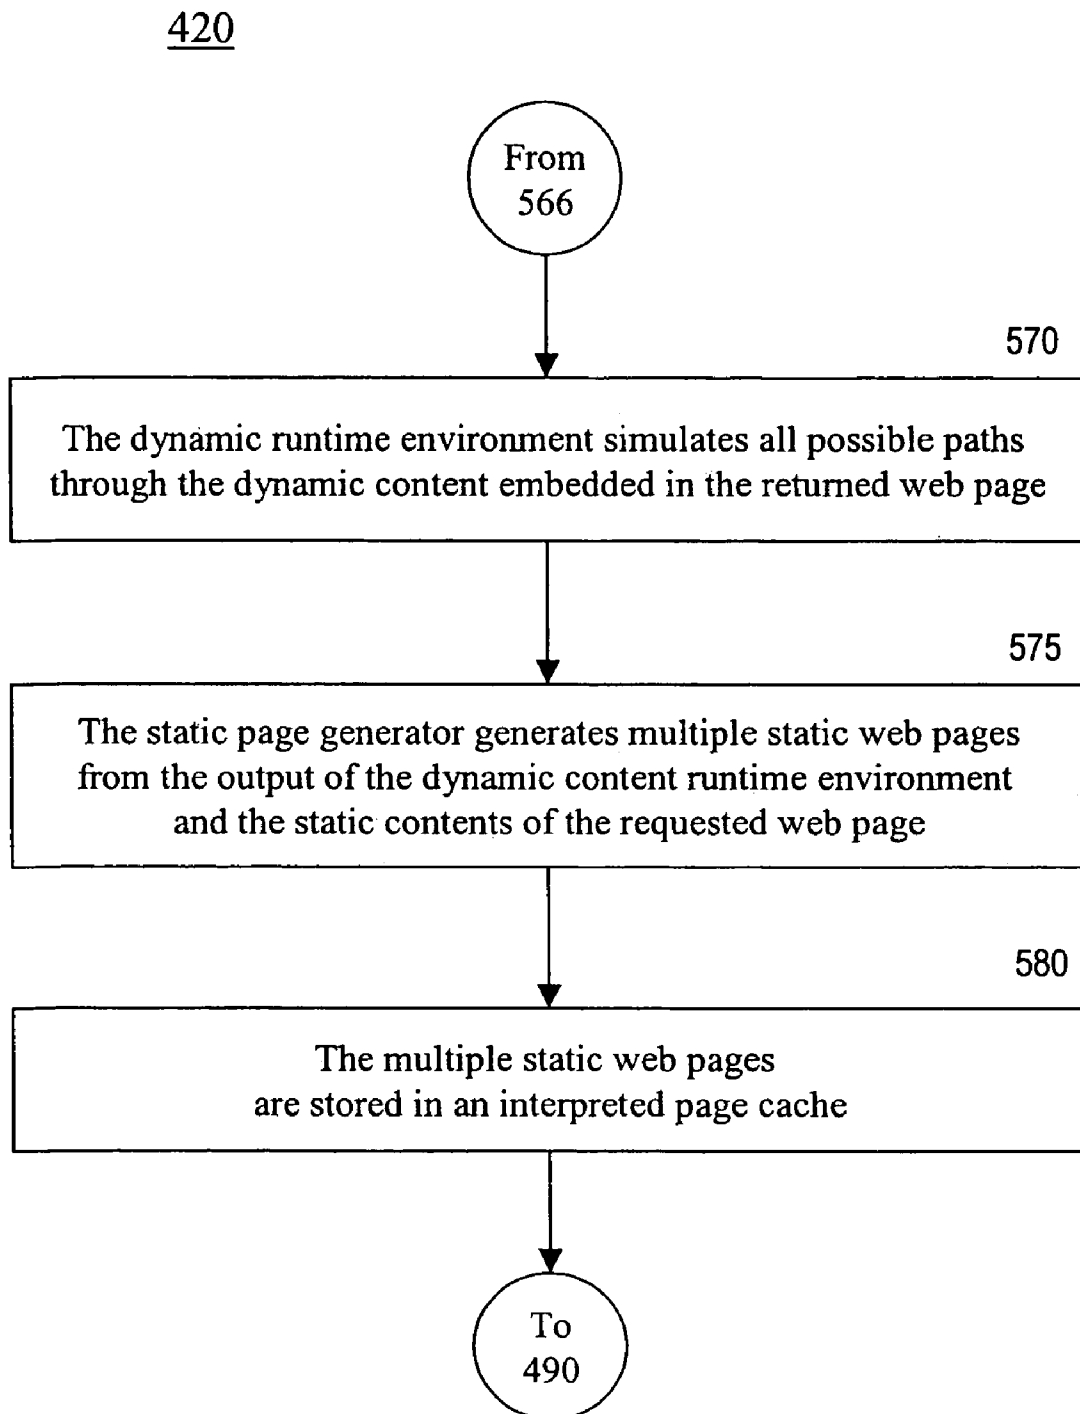 420
From
566
570
The dynamic runtime environment simulates all possible paths
through the dynamic content embedded in the returned web page
575
The static page generator generates multiple static web pages
from the output of the dynamic content runtime environment
and the static contents of the requested web page
580
The multiple static web pages
are stored in an interpreted page cache
To
490